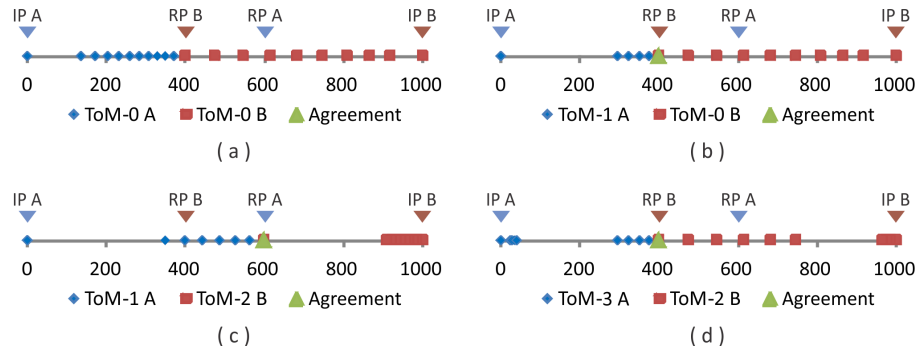 IP A RP B RP A IP B
0 200 400 600 800 1000
ToM-0 A ToM-0 B Agreement
( a )
IP A RP B RP A IP B
0 200 400 600 800 1000
ToM-1 A ToM-0 B Agreement
( b )
IP A RP B RP A IP B
0 200 400 600 800 1000
ToM-1 A ToM-2 B Agreement
( c )
IP A RP B RP A IP B
0 200 400 600 800 1000
ToM-3 A ToM-2 B Agreement
( d )